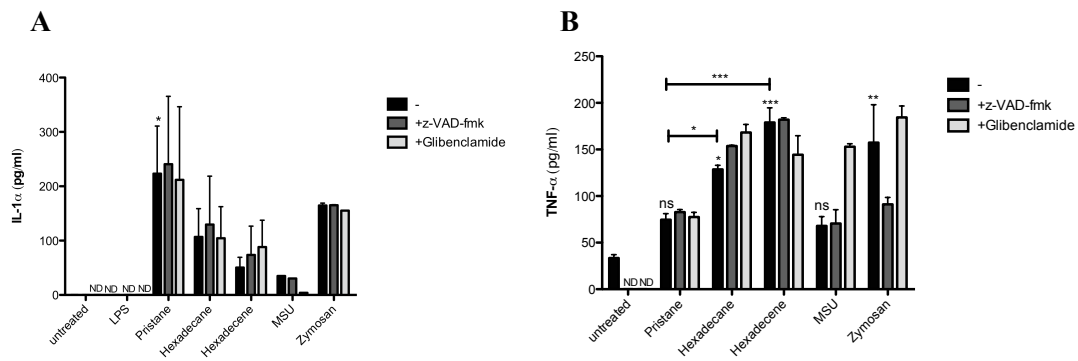 A
IL-1α (pg/ml)
400
300
200
100
0
*
ND ND ND ND
untreated
LPS
Pristane
Hexadecane
Hexadecene
MSU
Zymosan
-
+z-VAD-fmk
+Glibenclamide
B
TNF-α (pg/ml)
250
200
150
100
50
0
***
*
ns
*
***
ns
**
ND ND
untreated
Pristane
Hexadecane
Hexadecene
MSU
Zymosan
-
+z-VAD-fmk
+Glibenclamide